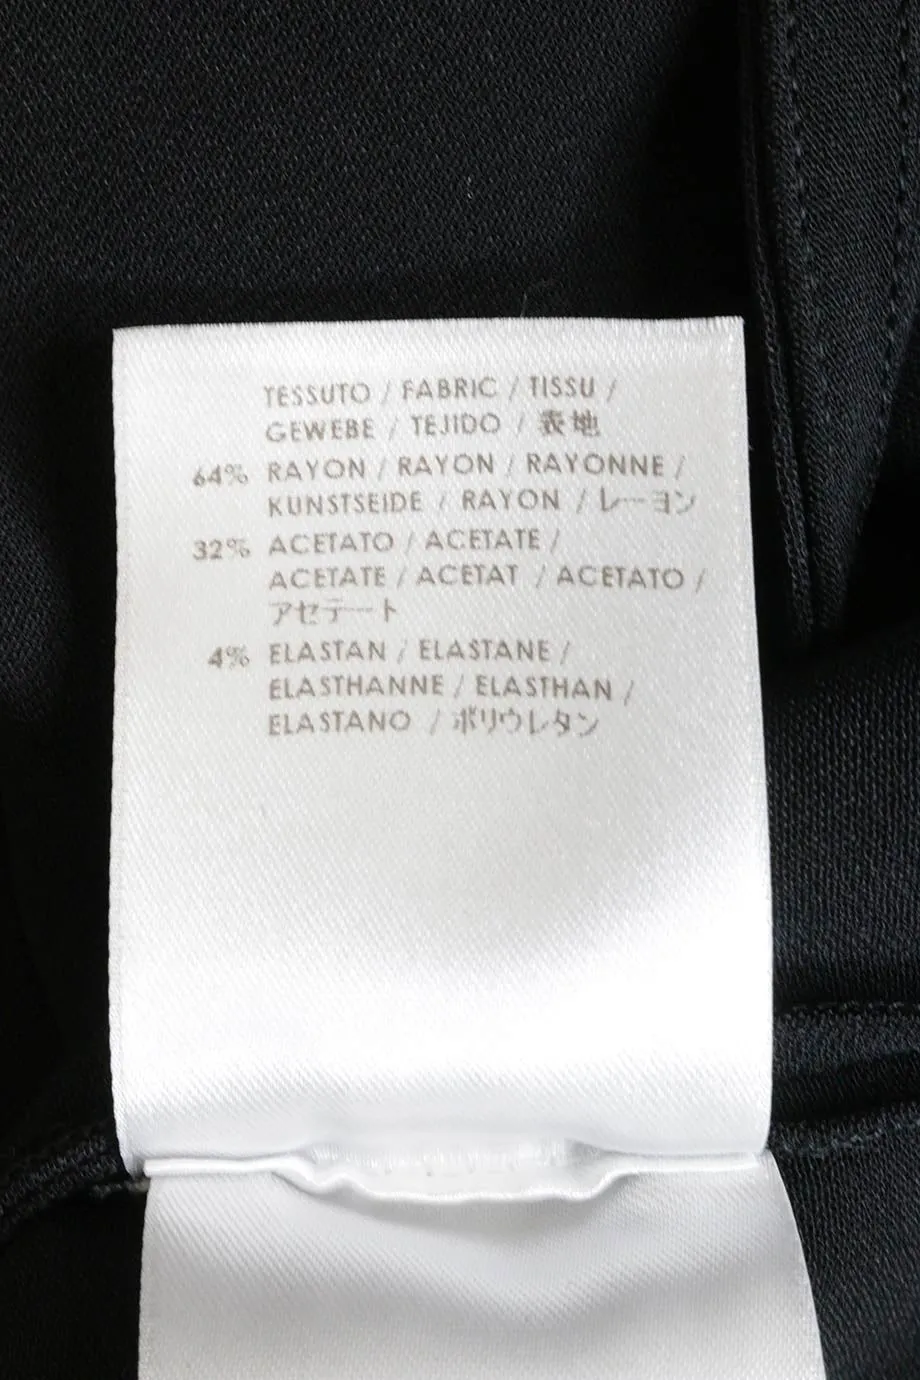 TESSUTO / FABRIC / TISSU /
GEWEBE / TEJIDO / 表地
64% RAYON / RAYON / RAYONNE /
KUNSTSEIDE / RAYON / レーヨン
32% ACETATO / ACETATE /
ACETATE / ACETAT / ACETATO /
アセテート
4% ELASTAN / ELASTANE /
ELASTHANNE / ELASTHAN /
ELASTANO / ポリウレタン